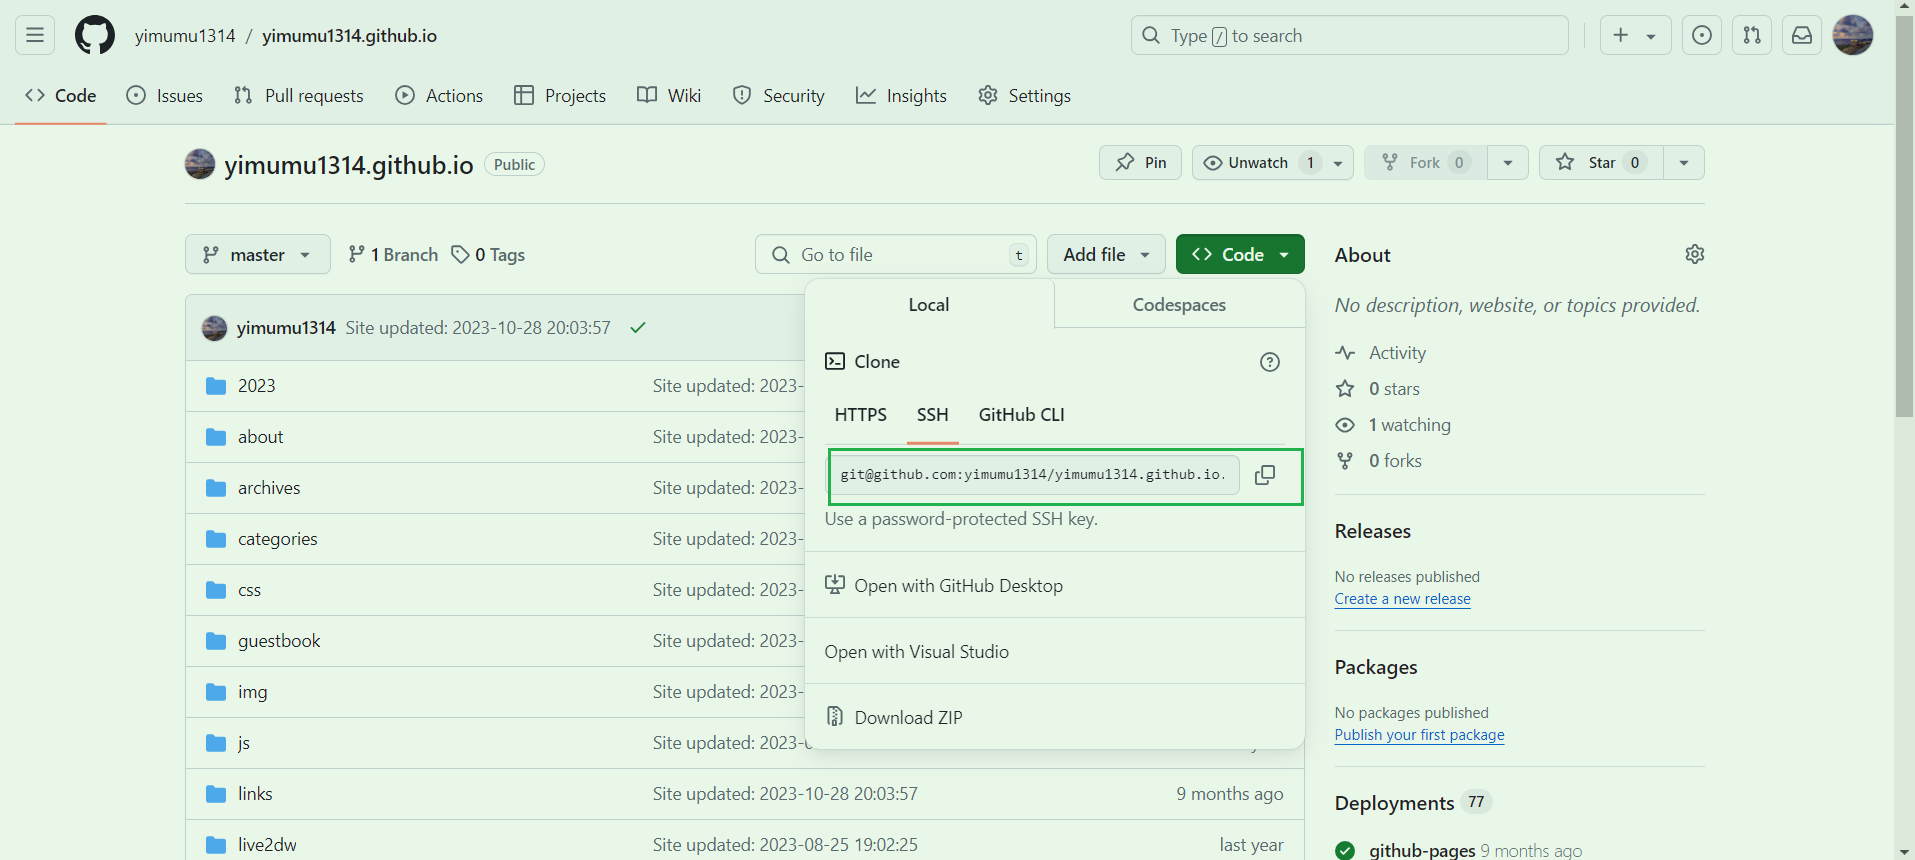 yimumu1314 / yimumu1314.github.io
Type / to search
Code Issues Pull requests Actions Projects Wiki Security Insights Settings
yimumu1314.github.io Public
Pin Unwatch 1 Fork 0 Star 0
master 1 Branch 0 Tags
Go to file t Add file Code
About
Local Codespaces
No description, website, or topics provided.
yimumu1314 Site updated: 2023-10-28 20:03:57
Activity
Clone
0 stars
2023 Site updated: 2023-
HTTPS SSH GitHub CLI
1 watching
about Site updated: 2023-
0 forks
git@github.com:yimumu1314/yimumu1314.github.io.
archives Site updated: 2023-
Use a password-protected SSH key.
Releases
categories Site updated: 2023-
No releases published
Open with GitHub Desktop
css Site updated: 2023-
Create a new release
guestbook Site updated: 2023-
Open with Visual Studio
Packages
img Site updated: 2023-
No packages published
Download ZIP
Publish your first package
js Site updated: 2023-
links Site updated: 2023-10-28 20:03:57 9 months ago
Deployments 77
live2dw Site updated: 2023-08-25 19:02:25 last year
github-pages 9 months ago